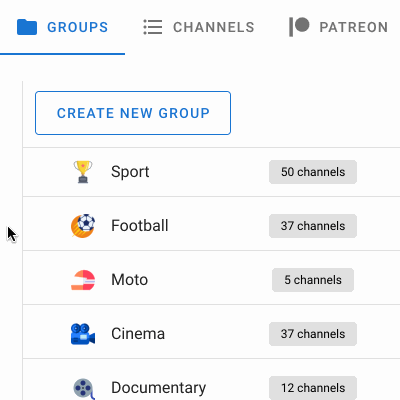 GROUPS CHANNELS PATREON
CREATE NEW GROUP
Sport 50 channels
Football 37 channels
Moto 5 channels
Cinema 37 channels
Documentary 12 channels